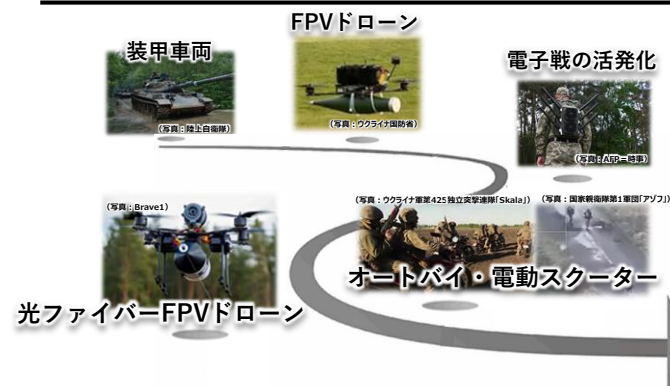 FPVドローン
装甲車両
電子戦の活発化
(写真:陸上自衛隊)
(写真:ウクライナ国防省)
(写真:AFP=時事)
(写真:Brave1)
(写真:ウクライナ軍第425独立突撃連隊「Skala」)
(写真:国家親衛隊第1軍団「アゾフ」)
オートバイ・電動スクーター
光ファイバーFPVドローン